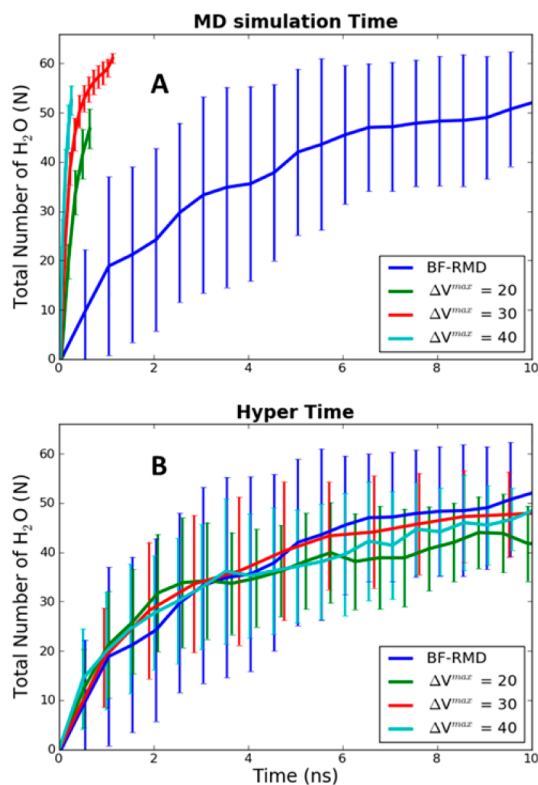 MD simulation Time
A
Total Number of H₂O (N)
60
50
40
30
20
10
0
0 2 4 6 8 10
BF-RMD
ΔVᵐᵃˣ = 20
ΔVᵐᵃˣ = 30
ΔVᵐᵃˣ = 40
Hyper Time
B
Total Number of H₂O (N)
60
50
40
30
20
10
0
0 2 4 6 8 10
Time (ns)
BF-RMD
ΔVᵐᵃˣ = 20
ΔVᵐᵃˣ = 30
ΔVᵐᵃˣ = 40